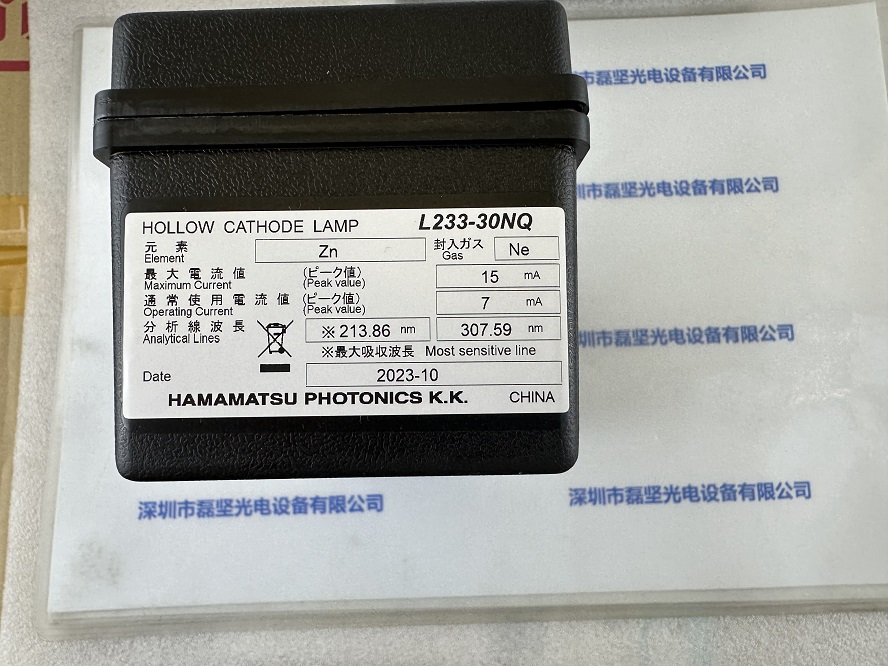 市磊坚光电设备有限公司
圳市磊坚光电设备有限公司
HOLLOW CATHODE LAMP L233-30NQ
元素 Zn 封入ガス Ne
Element Gas
最大電流値 (ピーク値) 15 mA
Maximum Current (Peak value)
通常使用電流値 (ピーク値) 7 mA
Operating Current (Peak value)
分析線波長 ※213.86 nm 307.59 nm
Analytical Lines
※最大吸収波長 Most sensitive line
Date 2023-10
HAMAMATSU PHOTONICS K.K. CHINA
圳市磊坚光电设备有限公司
深圳市磊坚光电设备有限公司
深圳市磊坚光电设备有限公司